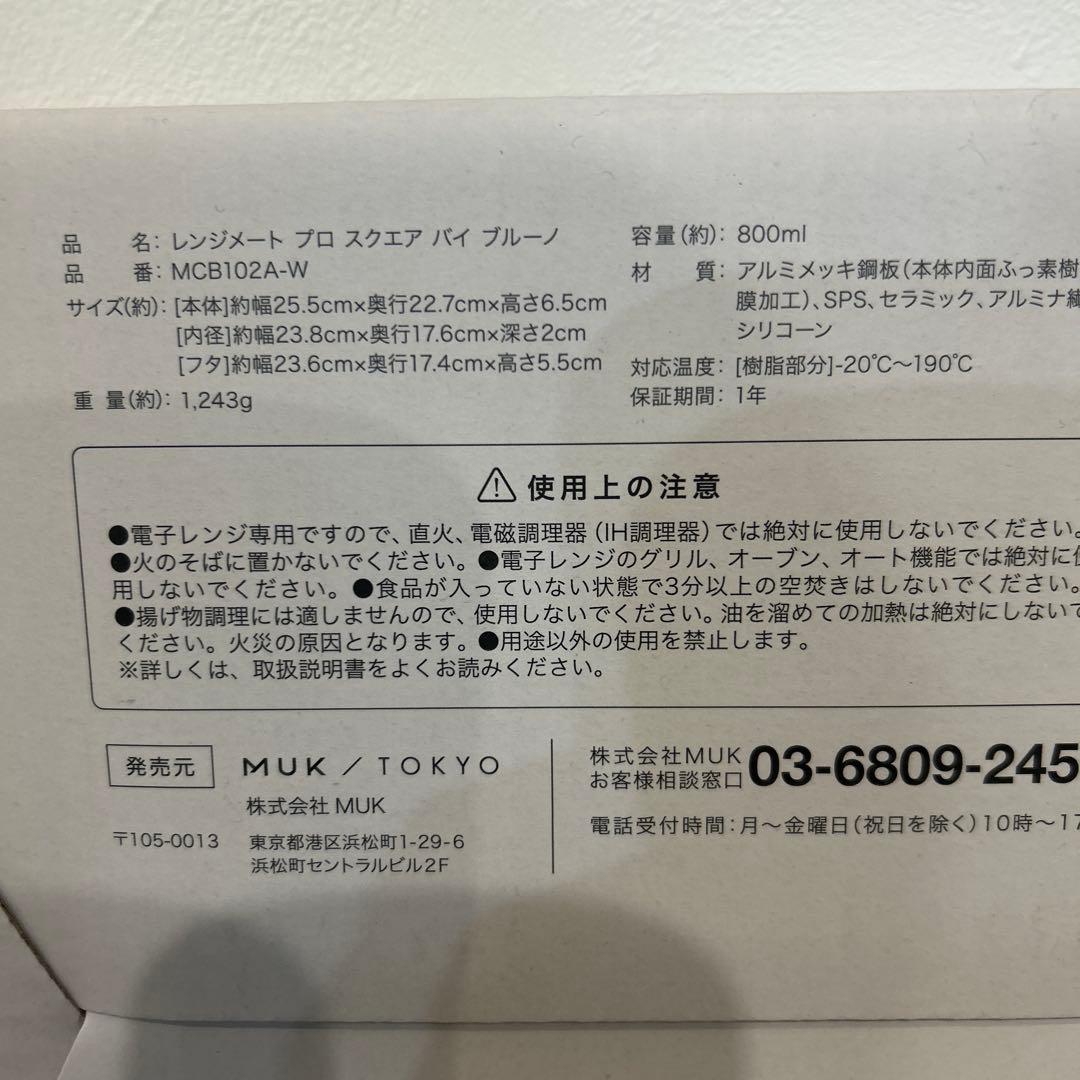 品 名：レンジメート プロ スクエア バイ ブルーノ
品 番：MCB102A-W
サイズ(約)：[本体]約幅25.5cm×奥行22.7cm×高さ6.5cm
[内径]約幅23.8cm×奥行17.6cm×深さ2cm
[フタ]約幅23.6cm×奥行17.4cm×高さ5.5cm
重 量(約)：1,243g
容量(約)：800ml
材 質：アルミメッキ鋼板(本体内面ふっ素樹
膜加工)、SPS、セラミック、アルミナ繊
シリコーン
対応温度：[樹脂部分]-20℃～190℃
保証期間：1年
使用上の注意
●電子レンジ専用ですので、直火、電磁調理器（IH調理器）では絶対に使用しないでください。
●火のそばに置かないでください。●電子レンジのグリル、オーブン、オート機能では絶対に使
用しないでください。●食品が入っていない状態で3分以上の空焚きはしないでください。
●揚げ物調理には適しませんので、使用しないでください。油を溜めての加熱は絶対にしないで
ください。火災の原因となります。●用途以外の使用を禁止します。
※詳しくは、取扱説明書をよくお読みください。
発売元 MUK / TOKYO
株式会社 MUK
〒105-0013 東京都港区浜松町1-29-6
浜松町セントラルビル2F
株式会社MUK
お客様相談窓口 03-6809-245
電話受付時間：月～金曜日(祝日を除く)10時～17